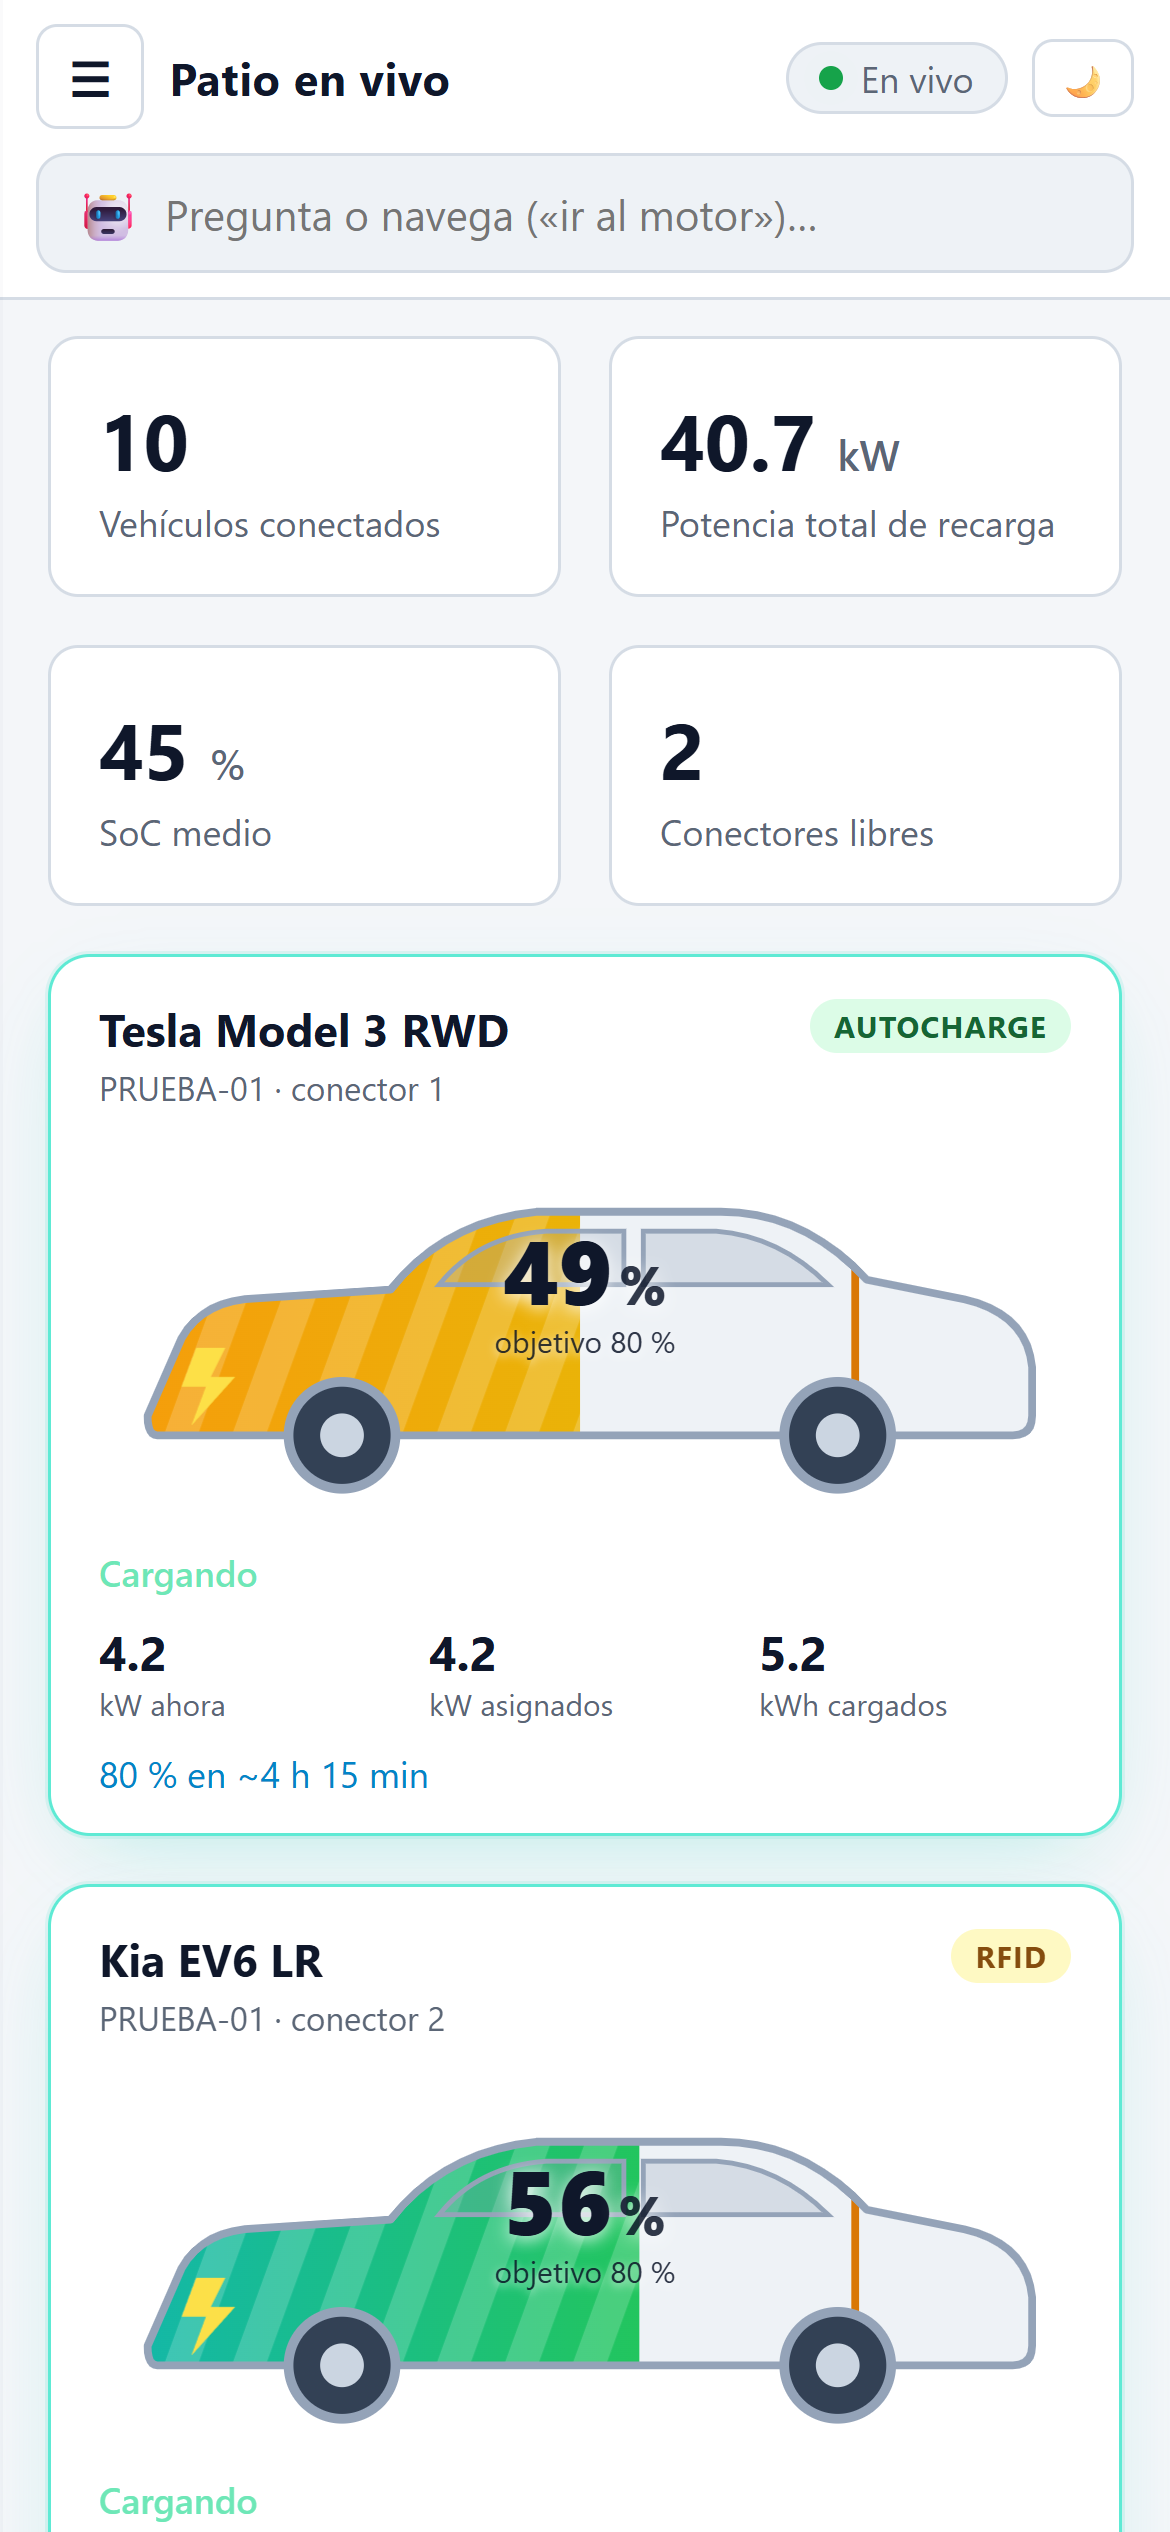 Patio en vivo
En vivo
Pregunta o navega («ir al motor»)...
10
Vehículos conectados
40.7 kW
Potencia total de recarga
45 %
SoC medio
2
Conectores libres
Tesla Model 3 RWD
AUTOCHARGE
PRUEBA-01 · conector 1
49%
objetivo 80 %
Cargando
4.2
kW ahora
4.2
kW asignados
5.2
kWh cargados
80 % en ~4 h 15 min
Kia EV6 LR
RFID
PRUEBA-01 · conector 2
56%
objetivo 80 %
Cargando